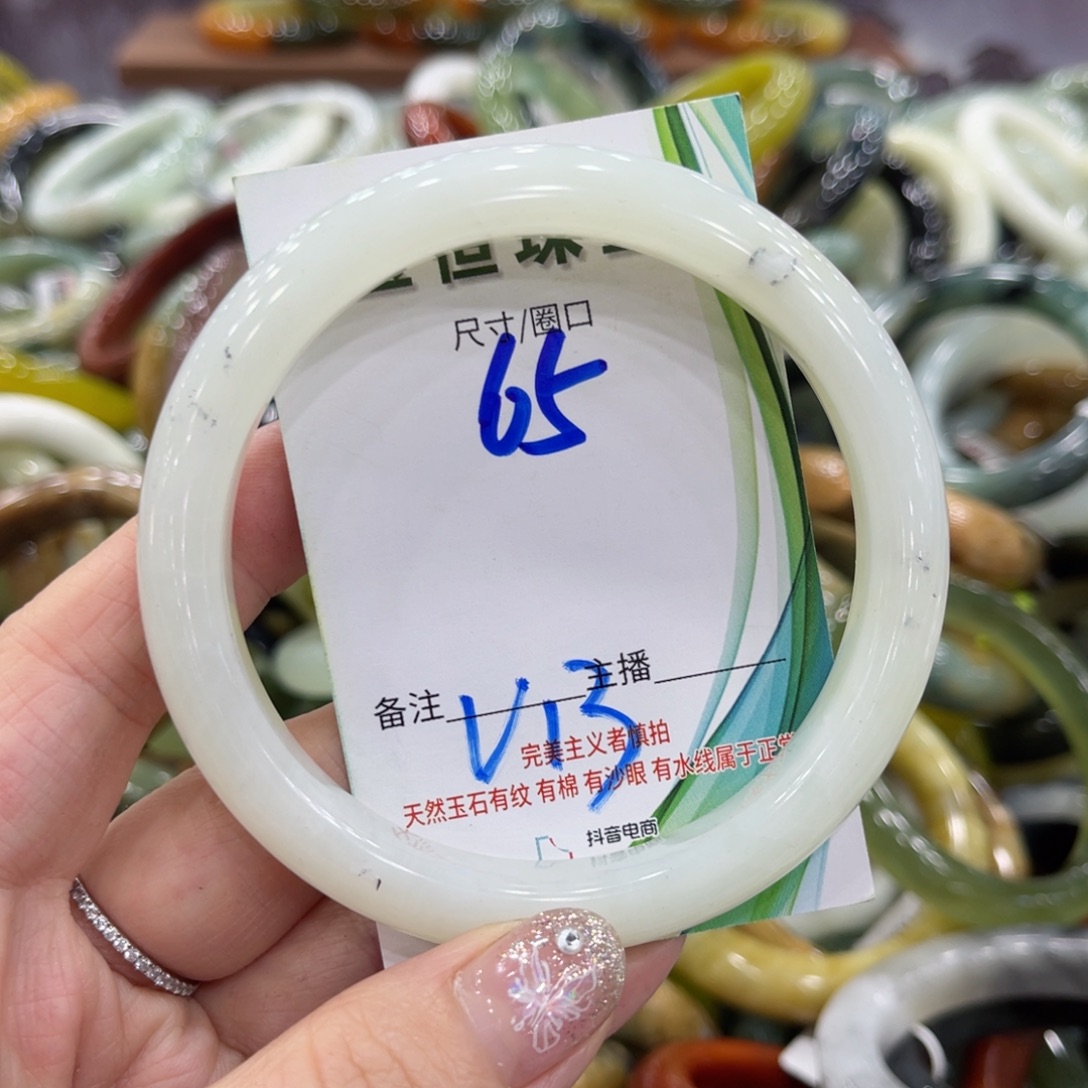 恒珠
尺寸/圈口
65
备注 主播
V13
完美主义者慎拍
天然玉石有纹 有棉 有沙眼 有水线属于正常
抖音电商